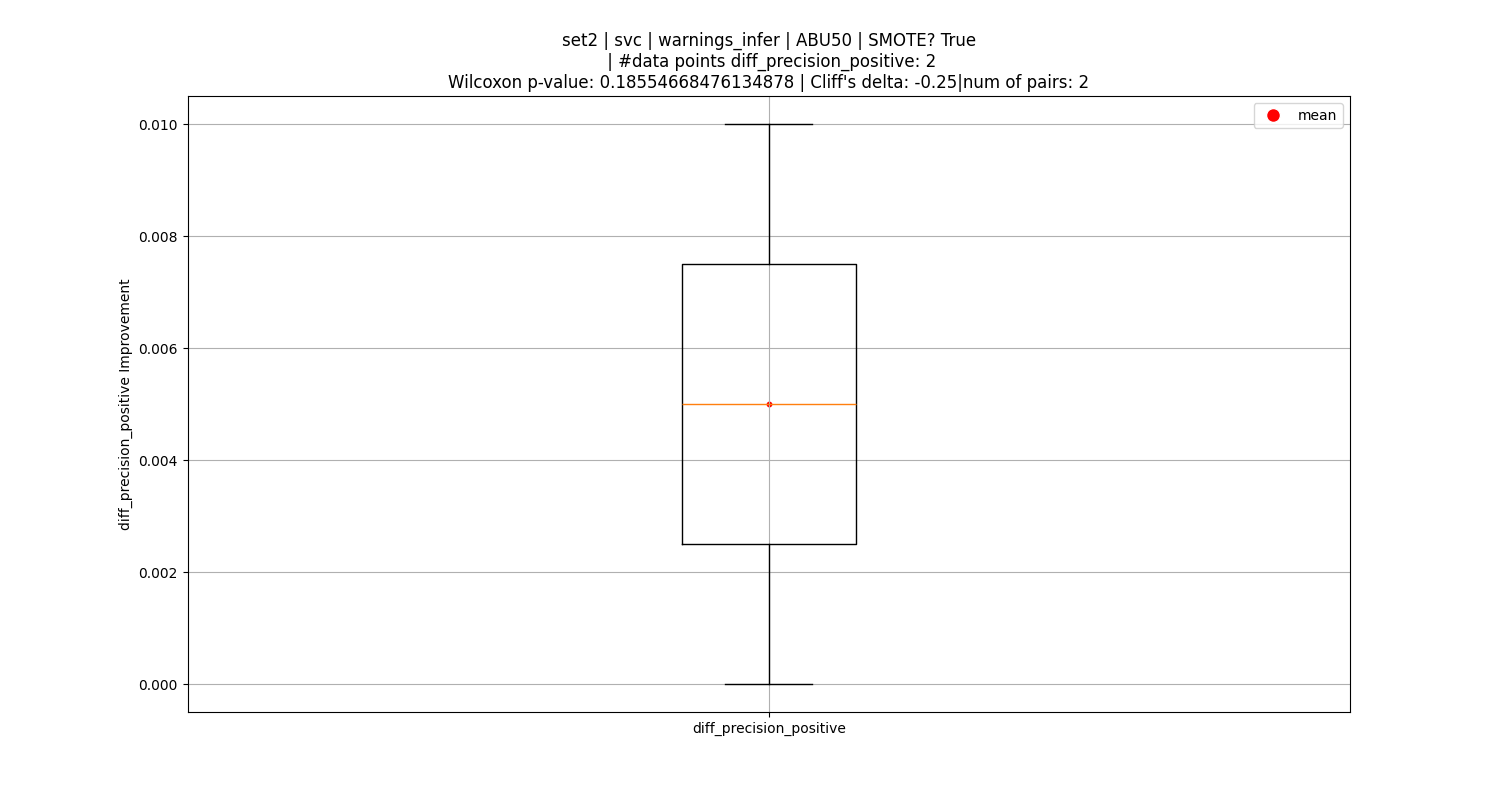 set2 | svc | warnings_infer | ABU50 | SMOTE? True
| #data points diff_precision_positive: 2
Wilcoxon p-value: 0.18554668476134878 | Cliff's delta: -0.25|num of pairs: 2
mean
0.010
0.008
0.006
0.004
0.002
0.000
diff_precision_positive Improvement
diff_precision_positive